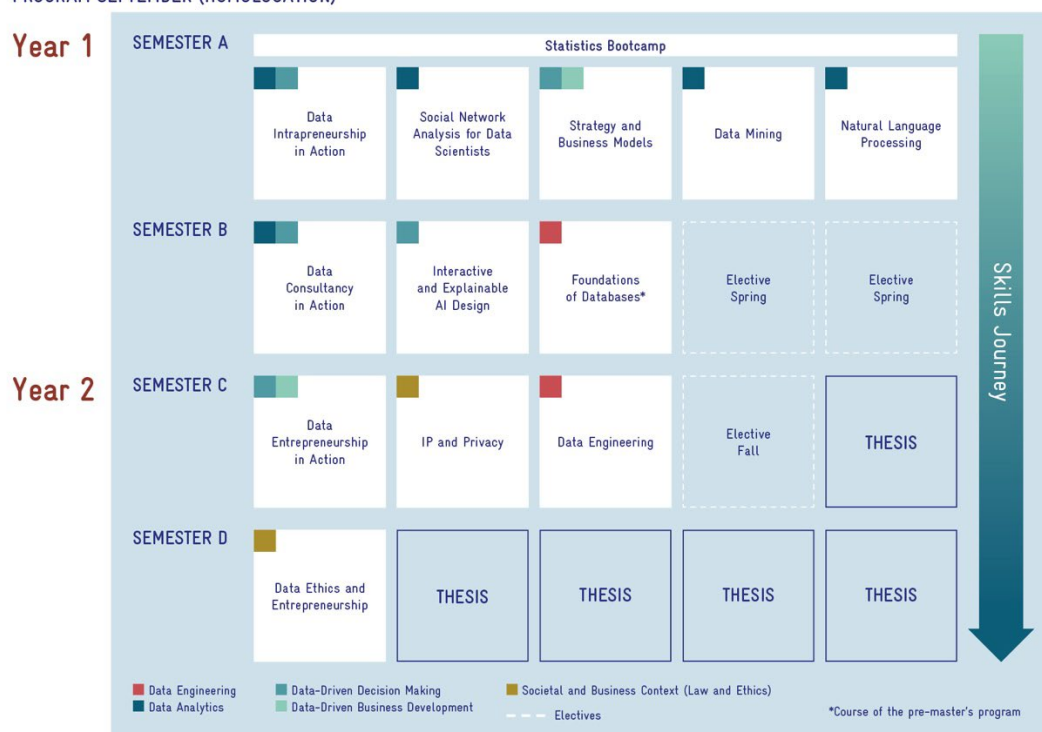 PROGRAM SEPTEMBER (HOMOLOGATION)
Year 1
SEMESTER A
Statistics Bootcamp
Data
Intrapreneurship
in Action
Social Network
Analysis for Data
Scientists
Strategy and
Business Models
Data Mining
Natural Language
Processing
SEMESTER B
Data
Consultancy
in Action
Interactive
and Explainable
AI Design
Foundations
of Databases*
Elective
Spring
Elective
Spring
Year 2
SEMESTER C
Data
Entrepreneurship
in Action
IP and Privacy
Data Engineering
Elective
Fall
THESIS
SEMESTER D
Data Ethics and
Entrepreneurship
THESIS
THESIS
THESIS
THESIS
Skills Journey
Data Engineering
Data-Driven Decision Making
Societal and Business Context (Law and Ethics)
Data Analytics
Data-Driven Business Development
Electives
*Course of the pre-master's program